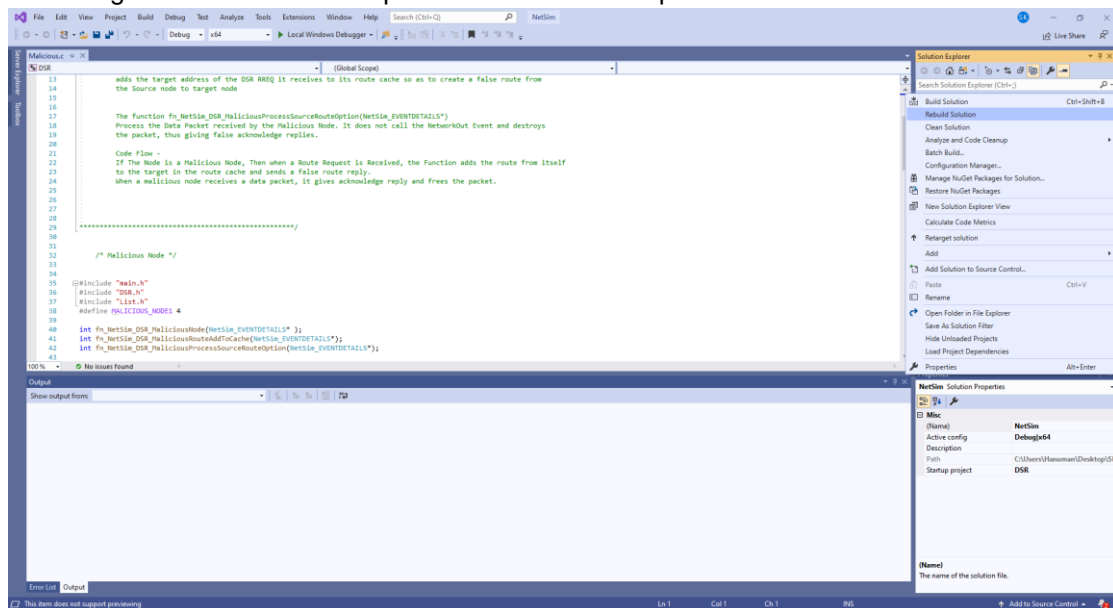 File Edit View Project Build Debug Test Analyze Tools Extensions Window Help Search (Ctrl+Q) NetSim SK
Debug x64 Local Windows Debugger Live Share
Server Explorer
Toolbox
Malicious.c
DSR (Global Scope)
13 adds the target address of the DSR RREQ it receives to its route cache so as to create a false route from
14 the Source node to target node
15
16
17 The function fn_NetSim_DSR_MaliciousProcessSourceRouteOption(NetSim_EVENTDETAILS*)
18 Process the Data Packet received by the Malicious Node. It does not call the NetworkOut Event and destroys
19 the packet, thus giving false acknowledge replies.
20
21 Code Flow -
22 If The Node is a Malicious Node, Then when a Route Request is Received, the Function adds the route from itself
23 to the target in the route cache and sends a false route reply.
24 When a malicious node receives a data packet, it gives acknowledge reply and frees the packet.
25
26
27
28
29 *****************************************************/
30
31
32 /* Malicious Node */
33
34
35 #include "main.h"
36 #include "DSR.h"
37 #include "List.h"
38 #define MALICIOUS_NODE1 4
39
40 int fn_NetSim_DSR_MaliciousNode(NetSim_EVENTDETAILS* );
41 int fn_NetSim_DSR_MaliciousRouteAddToCache(NetSim_EVENTDETAILS*);
42 int fn_NetSim_DSR_MaliciousProcessSourceRouteOption(NetSim_EVENTDETAILS*);
43
100 % No issues found
Output
Show output from:
Error List Output
Solution Explorer
Search Solution Explorer (Ctrl+;)
Build Solution Ctrl+Shift+B
Rebuild Solution
Clean Solution
Analyze and Code Cleanup
Batch Build...
Configuration Manager...
Manage NuGet Packages for Solution...
Restore NuGet Packages
New Solution Explorer View
Calculate Code Metrics
Retarget solution
Add
Add Solution to Source Control...
Paste Ctrl+V
Rename
Open Folder in File Explorer
Save As Solution Filter
Hide Unloaded Projects
Load Project Dependencies
Properties Alt+Enter
NetSim Solution Properties
Misc
(Name) NetSim
Active config Debug|x64
Description
Path C:\Users\Hanuman\Desktop\S
Startup project DSR
(Name)
The name of the solution file.
This item does not support previewing Ln 1 Col 1 Ch 1 INS Add to Source Control